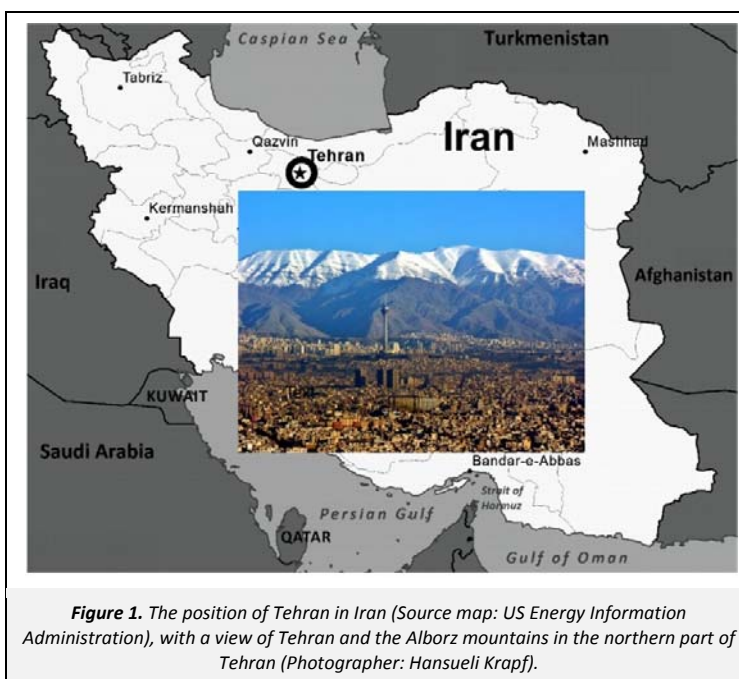 Caspian Sea
Turkmenistan
Tabriz
Qazvin
Tehran
Iran
Mashhad
Kermanshah
Iraq
Afghanistan
KUWAIT
Saudi Arabia
Bandar-e-Abbas
Strait of
Hormuz
Persian Gulf
QATAR
Gulf of Oman
Figure 1. The position of Tehran in Iran (Source map: US Energy Information
Administration), with a view of Tehran and the Alborz mountains in the northern part of
Tehran (Photographer: Hansueli Krapf).